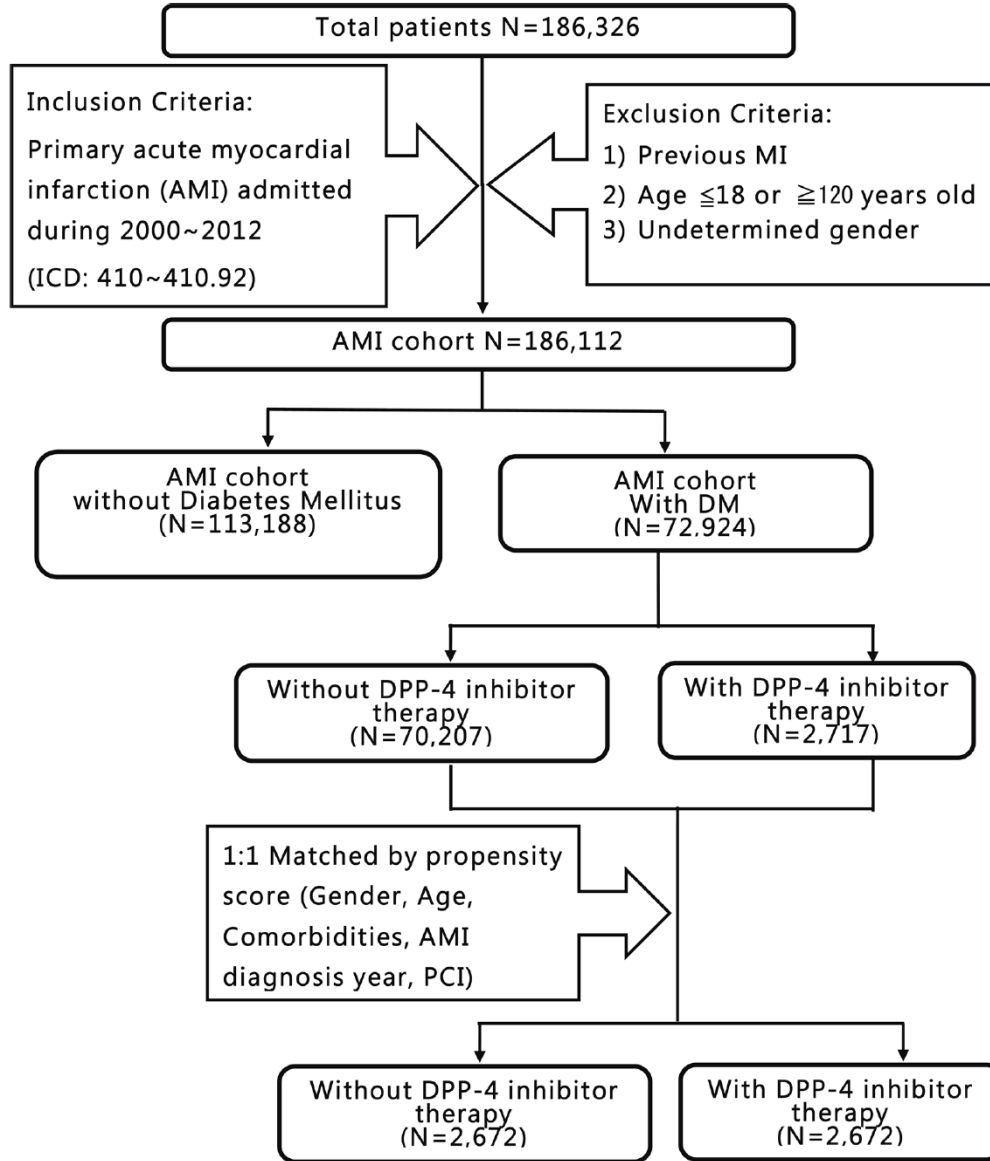 Total patients N=186,326
Inclusion Criteria:
Primary acute myocardial
infarction (AMI) admitted
during 2000~2012
(ICD: 410~410.92)
Exclusion Criteria:
1) Previous MI
2) Age ≦18 or ≧120 years old
3) Undetermined gender
AMI cohort N=186,112
AMI cohort
without Diabetes Mellitus
(N=113,188)
AMI cohort
With DM
(N=72,924)
Without DPP-4 inhibitor
therapy
(N=70,207)
With DPP-4 inhibitor
therapy
(N=2,717)
1:1 Matched by propensity
score (Gender, Age,
Comorbidities, AMI
diagnosis year, PCI)
Without DPP-4 inhibitor
therapy
(N=2,672)
With DPP-4 inhibitor
therapy
(N=2,672)